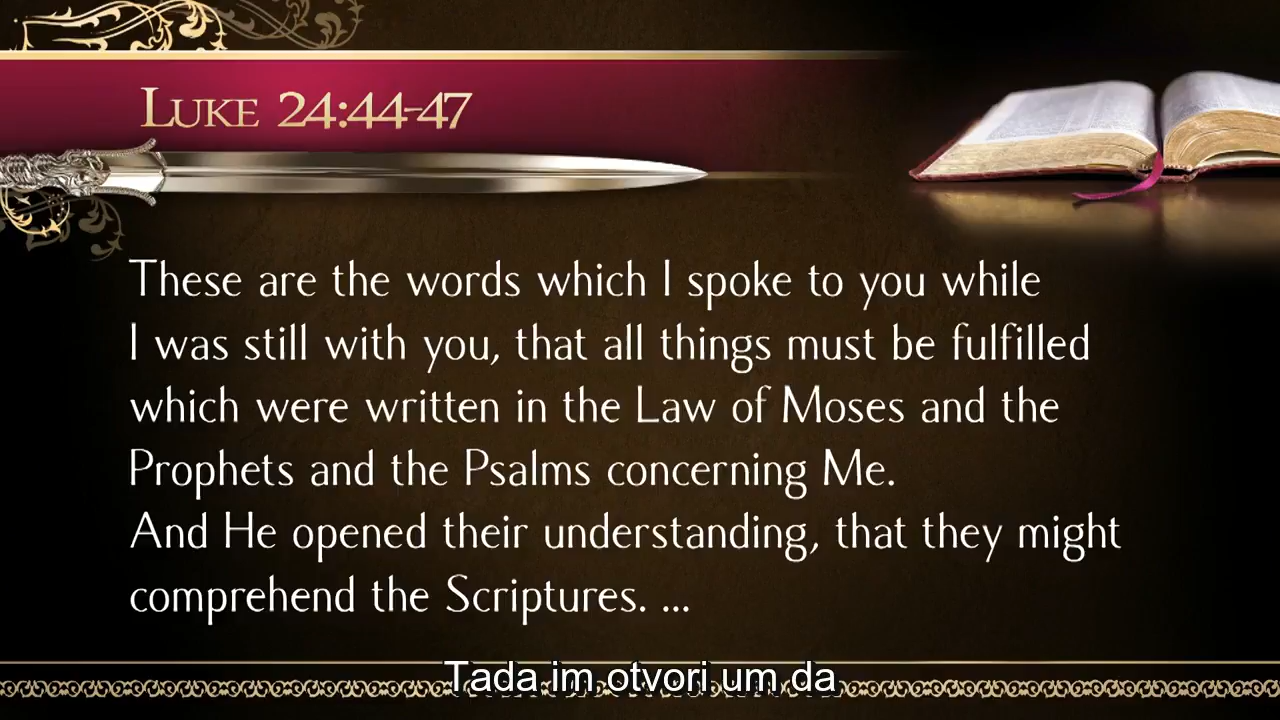 LUKE 24:44-47
These are the words which I spoke to you while
I was still with you, that all things must be fulfilled
which were written in the Law of Moses and the
Prophets and the Psalms concerning Me.
And He opened their understanding, that they might
comprehend the Scriptures. ...
Tada im otvori um da